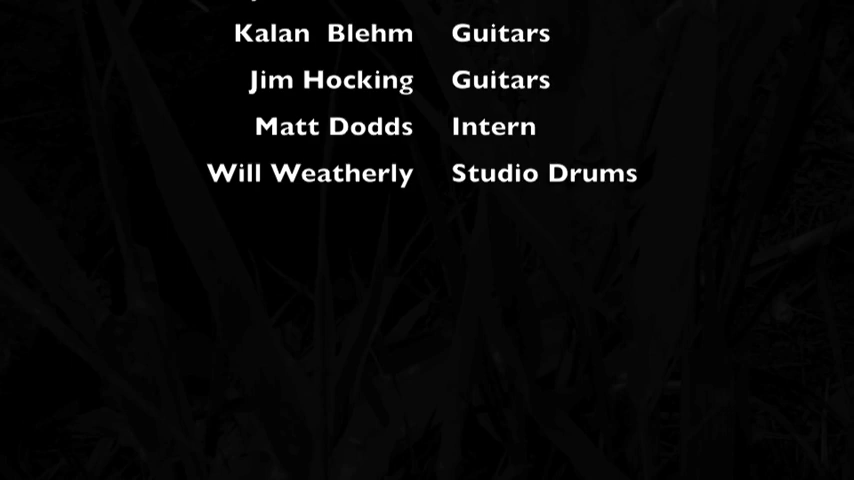 Kalan Blehm Guitars
Jim Hocking Guitars
Matt Dodds Intern
Will Weatherly Studio Drums